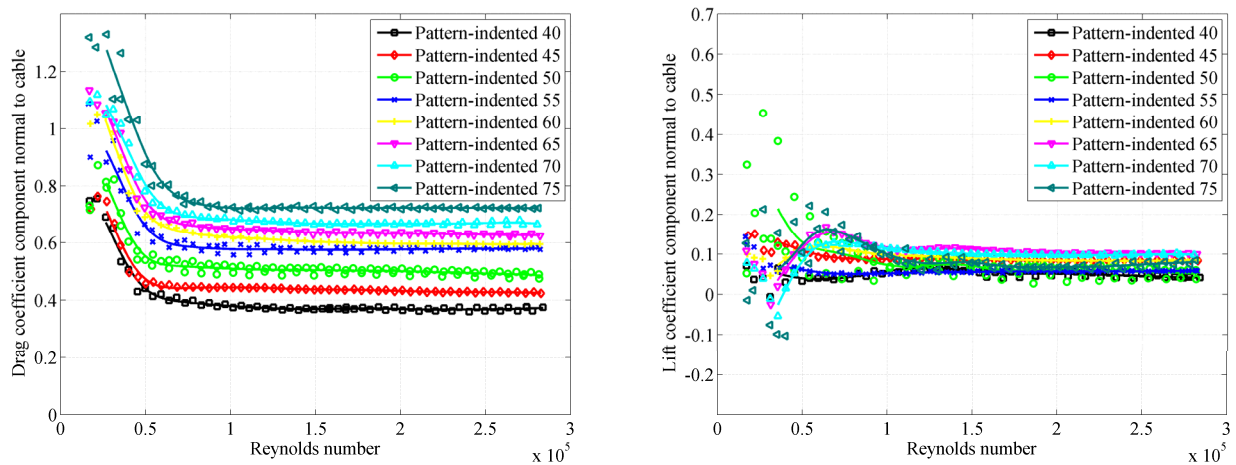 Drag coefficient component normal to cable
1.2
1
0.8
0.6
0.4
0.2
0
0
0.5
1
1.5
2
2.5
3
Reynolds number
x 10^5
Pattern-indented 40
Pattern-indented 45
Pattern-indented 50
Pattern-indented 55
Pattern-indented 60
Pattern-indented 65
Pattern-indented 70
Pattern-indented 75
Lift coefficient component normal to cable
0.7
0.6
0.5
0.4
0.3
0.2
0.1
0
-0.1
-0.2
0
0.5
1
1.5
2
2.5
3
Reynolds number
x 10^5
Pattern-indented 40
Pattern-indented 45
Pattern-indented 50
Pattern-indented 55
Pattern-indented 60
Pattern-indented 65
Pattern-indented 70
Pattern-indented 75